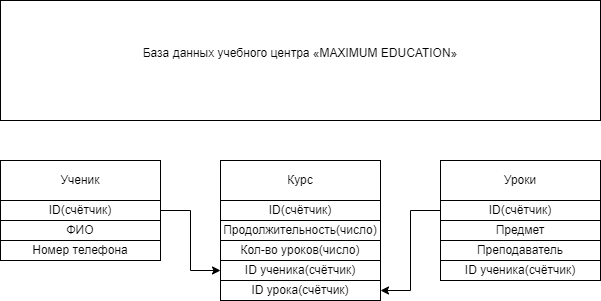 База данных учебного центра «MAXIMUM EDUCATION»
Ученик
ID(счётчик)
ФИО
Номер телефона
Курс
ID(счётчик)
Продолжительность(число)
Кол-во уроков(число)
ID ученика(счётчик)
ID урока(счётчик)
Уроки
ID(счётчик)
Предмет
Преподаватель
ID ученика(счётчик)